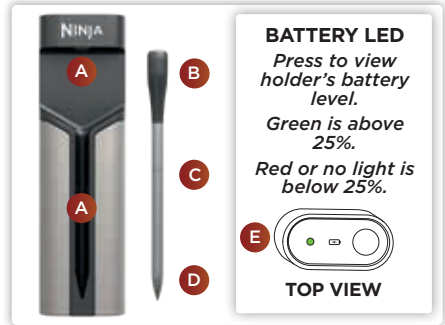 NINJA
A
B
C
A
D
BATTERY LED
Press to view
holder's battery
level.
Green is above
25%.
Red or no light is
below 25%.
E
TOP VIEW